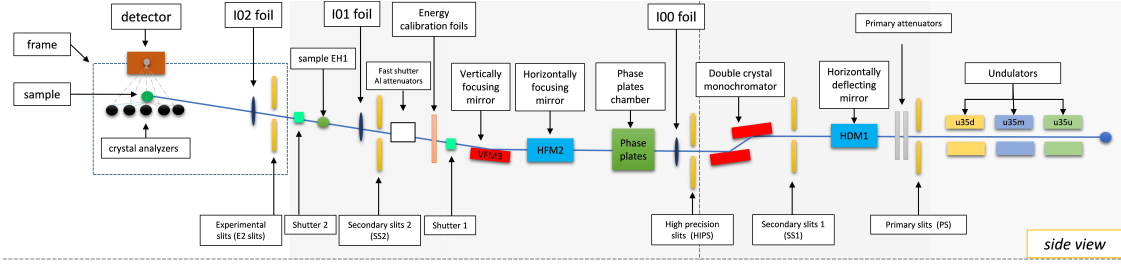 detector
I02 foil
I01 foil
Energy
calibration foils
I00 foil
Primary attenuators
frame
sample EH1
Fast shutter
Al attenuators
Vertically
focusing
mirror
Horizontally
focusing
mirror
Phase
plates
chamber
Double crystal
monochromator
Horizontally
deflecting
mirror
Undulators
sample
u35d
u35m
u35u
crystal analyzers
VFM3
HFM2
Phase
plates
HDM1
Experimental
slits (E2 slits)
Shutter 2
Secondary slits 2
(SS2)
Shutter 1
High precision
slits (HIPS)
Secondary slits 1
(SS1)
Primary slits (PS)
side view